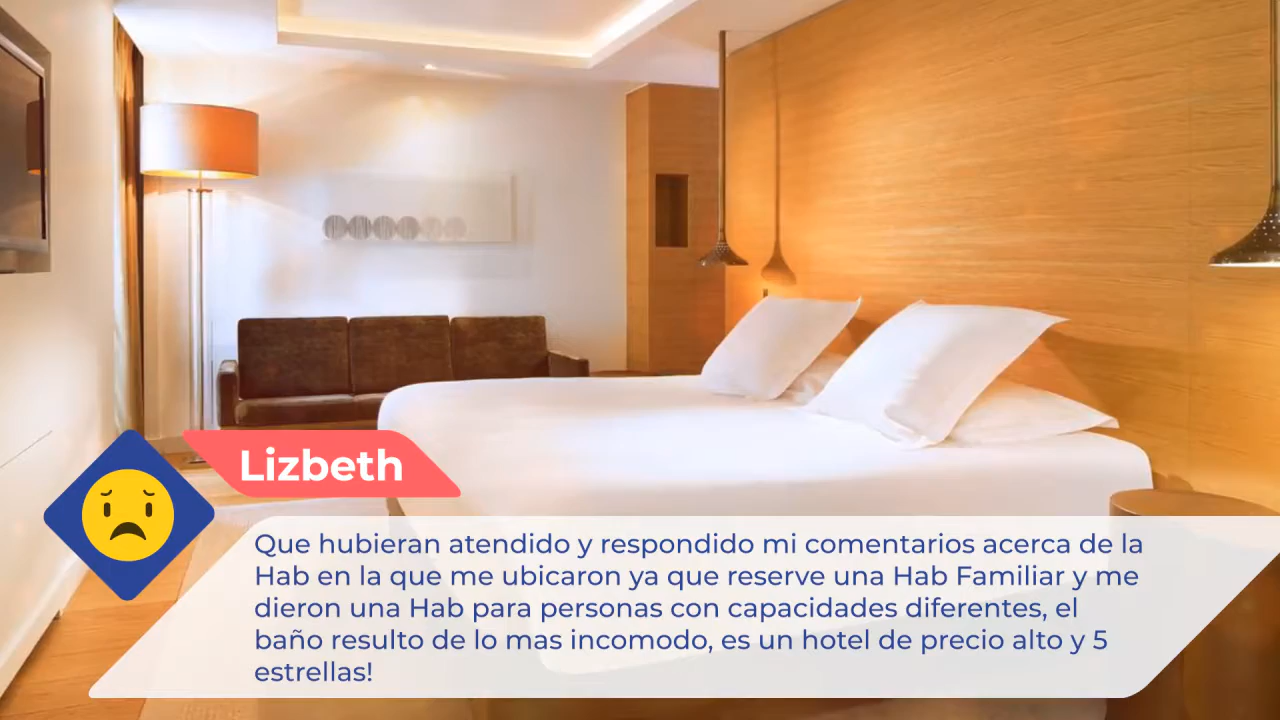 Lizbeth
Que hubieran atendido y respondido mi comentarios acerca de la
Hab en la que me ubicaron ya que reserve una Hab Familiar y me
dieron una Hab para personas con capacidades diferentes, el
baño resulto de lo mas incomodo, es un hotel de precio alto y 5
estrellas!